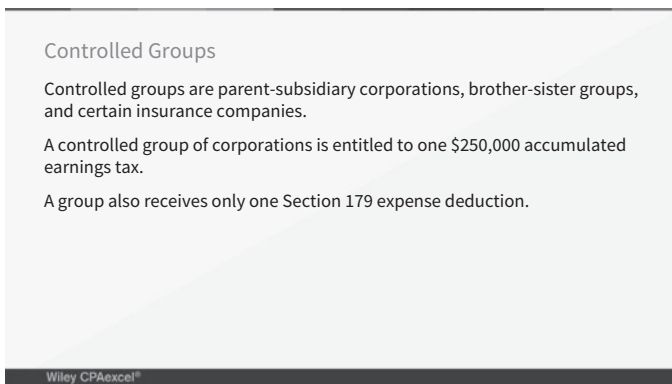 Controlled Groups
Controlled groups are parent-subsidiary corporations, brother-sister groups,
and certain insurance companies.
A controlled group of corporations is entitled to one $250,000 accumulated
earnings tax.
A group also receives only one Section 179 expense deduction.
Wiley CPAexcel®